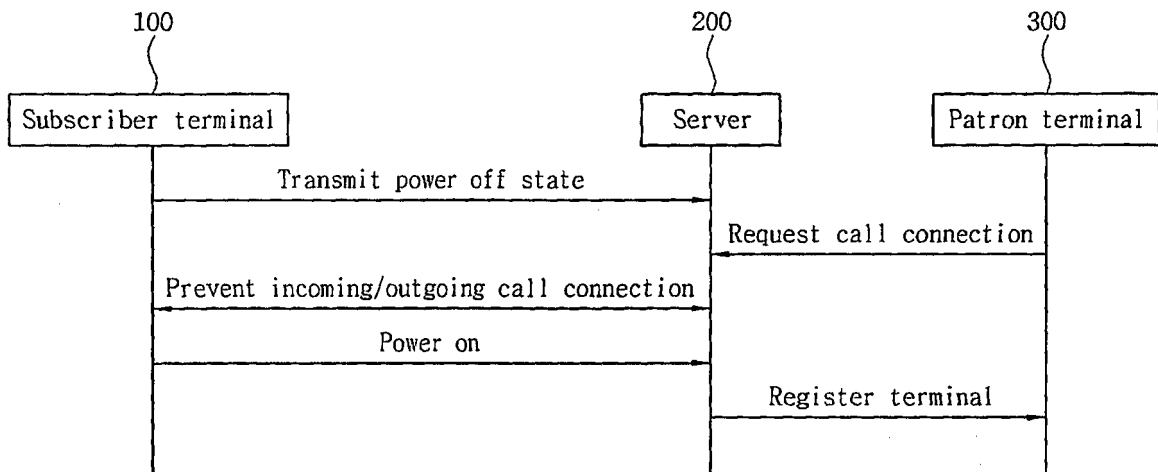 100
200
300
Subscriber terminal
Server
Patron terminal
Transmit power off state
Request call connection
Prevent incoming/outgoing call connection
Power on
Register terminal